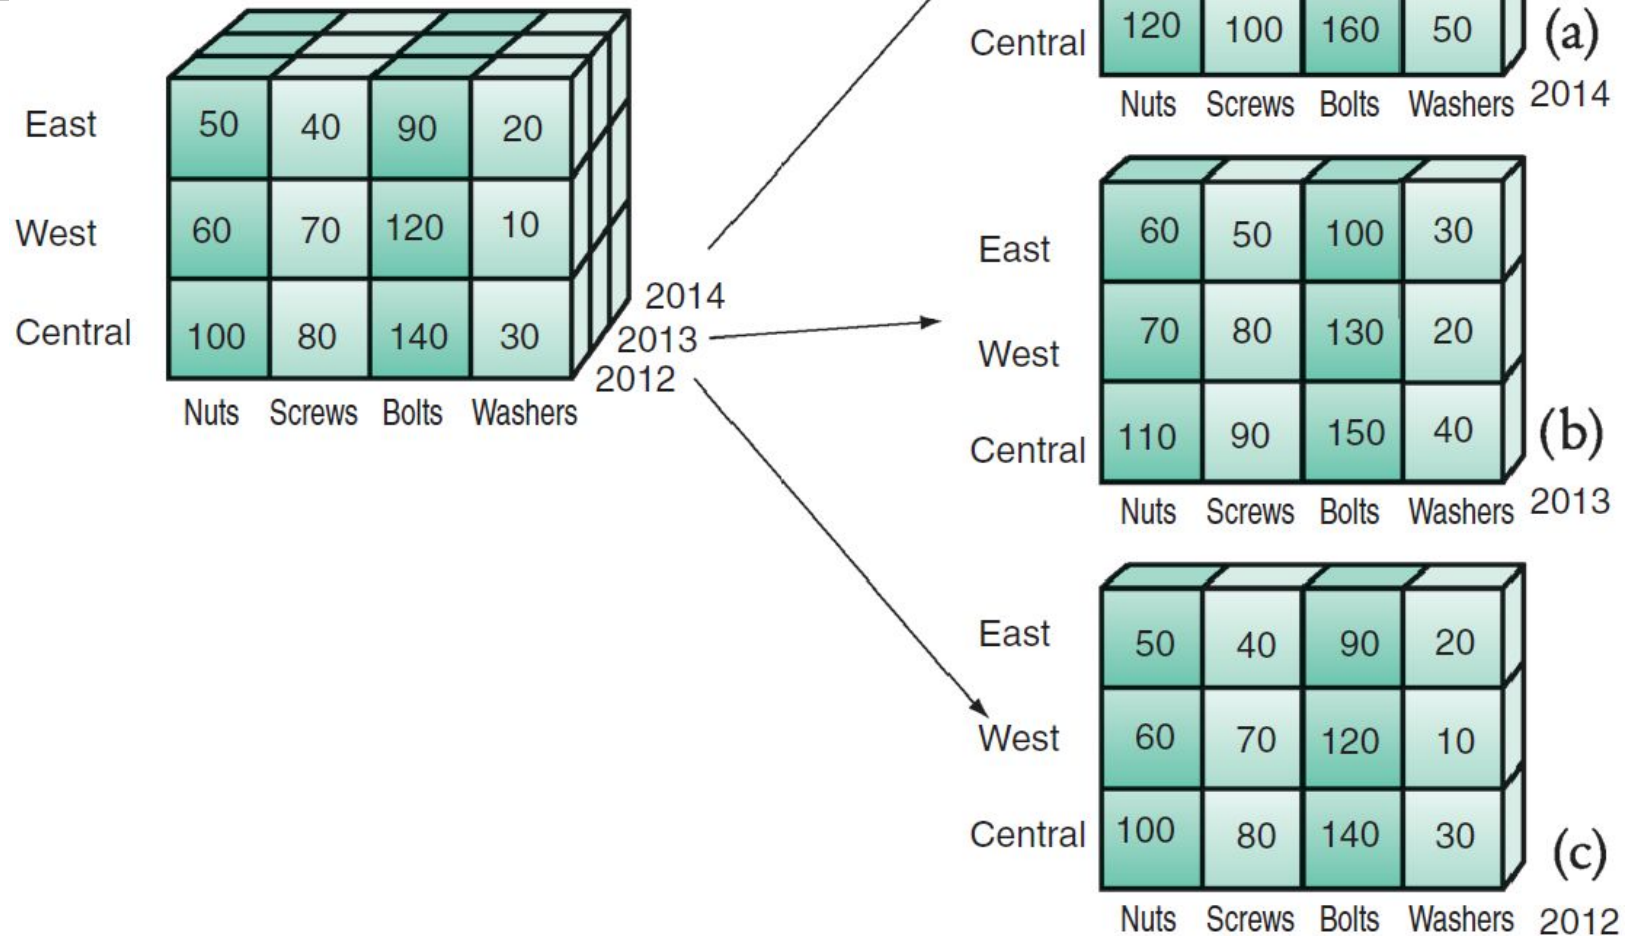 East 50 40 90 20
West 60 70 120 10
Central 100 80 140 30
Nuts Screws Bolts Washers
2014
2013
2012
Central 120 100 160 50 (a)
Nuts Screws Bolts Washers 2014
East 60 50 100 30
West 70 80 130 20
Central 110 90 150 40 (b)
Nuts Screws Bolts Washers 2013
East 50 40 90 20
West 60 70 120 10
Central 100 80 140 30 (c)
Nuts Screws Bolts Washers 2012